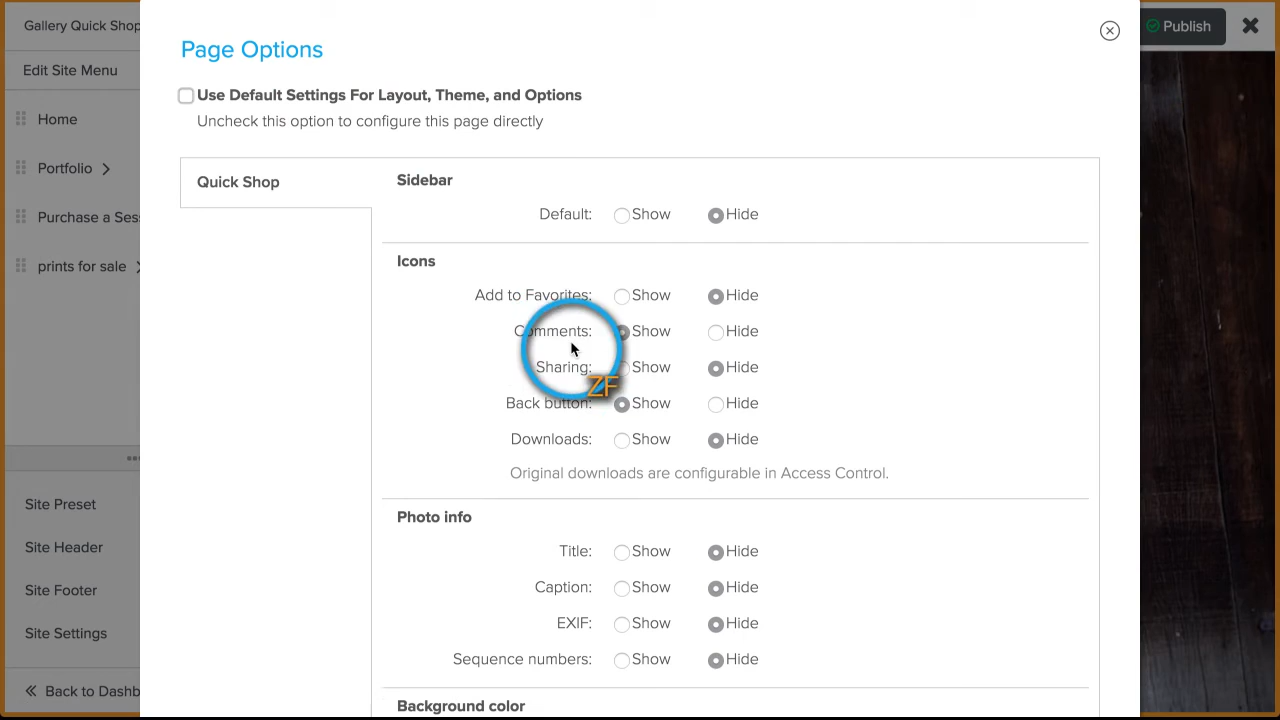 Gallery Quick Shop
Publish
Edit Site Menu
Home
Portfolio
Purchase a Ses
prints for sale
Site Preset
Site Header
Site Footer
Site Settings
Back to Dashb
Page Options
Use Default Settings For Layout, Theme, and Options
Uncheck this option to configure this page directly
Quick Shop
Sidebar
Default: Show Hide
Icons
Add to Favorites: Show Hide
Comments: Show Hide
Sharing: Show Hide
Back button: Show Hide
Downloads: Show Hide
Original downloads are configurable in Access Control.
Photo info
Title: Show Hide
Caption: Show Hide
EXIF: Show Hide
Sequence numbers: Show Hide
Background color
ZF